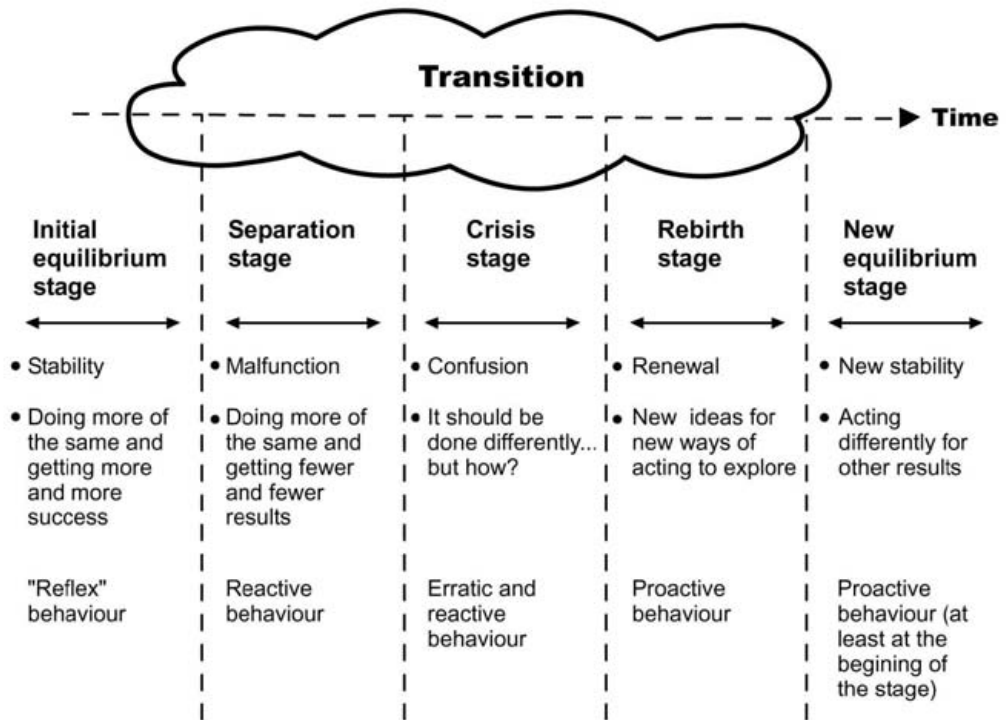 Transition
Time
Initial
equilibrium
stage
Separation
stage
Crisis
stage
Rebirth
stage
New
equilibrium
stage
• Stability
• Doing more of
the same and
getting more
and more
success
"Reflex"
behaviour
• Malfunction
• Doing more of
the same and
getting fewer
and fewer
results
Reactive
behaviour
• Confusion
• It should be
done differently...
but how?
Erratic and
reactive
behaviour
• Renewal
• New ideas for
new ways of
acting to explore
Proactive
behaviour
• New stability
• Acting
differently for
other results
Proactive
behaviour (at
least at the
begining of
the stage)